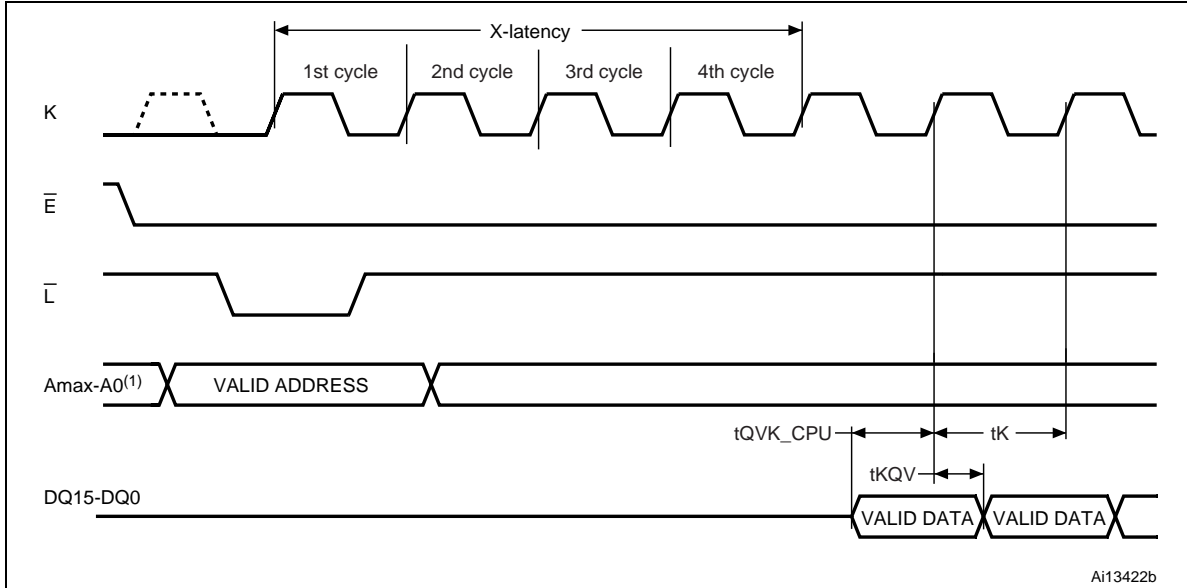 X-latency
1st cycle 2nd cycle 3rd cycle 4th cycle
K
E
L
Amax-A0(1) VALID ADDRESS
tQVK_CPU tK
tKQV
DQ15-DQ0
VALID DATA VALID DATA
Ai13422b